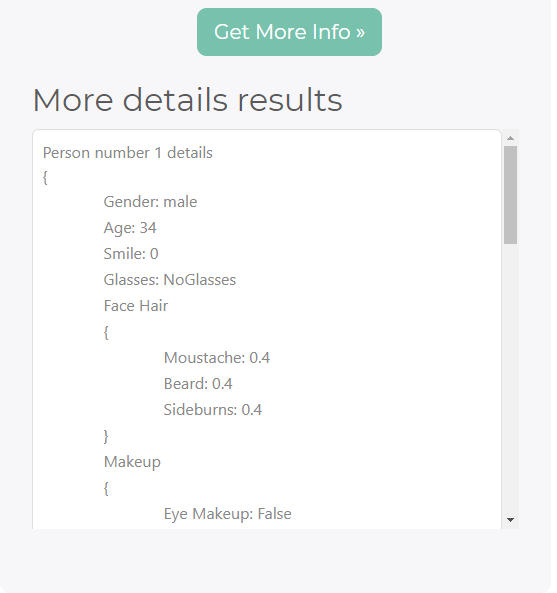 Get More Info »
More details results
Person number 1 details
{
Gender: male
Age: 34
Smile: 0
Glasses: NoGlasses
Face Hair
{
Moustache: 0.4
Beard: 0.4
Sideburns: 0.4
}
Makeup
{
Eye Makeup: False